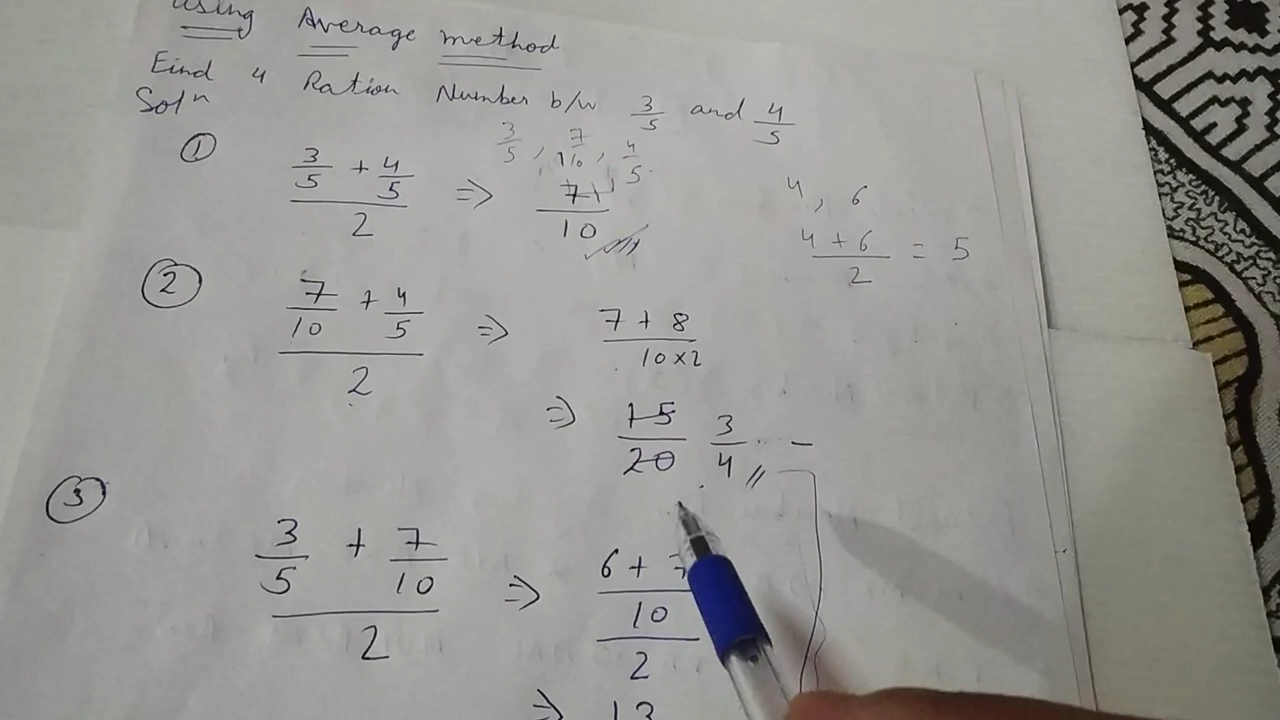 Using Average method
Find 4 Ration Number b/w 3/5 and 4/5
Solⁿ
3/5 , 7/10 , 4/5
① (3/5 + 4/5)/2 => 7/10
4 , 6
(4 + 6)/2 = 5
② (7/10 + 4/5)/2 => (7 + 8)/(10 × 2)
=> 15/20 3/4
③ (3/5 + 7/10)/2 => ((6 + 7)/10)/2
=> 13